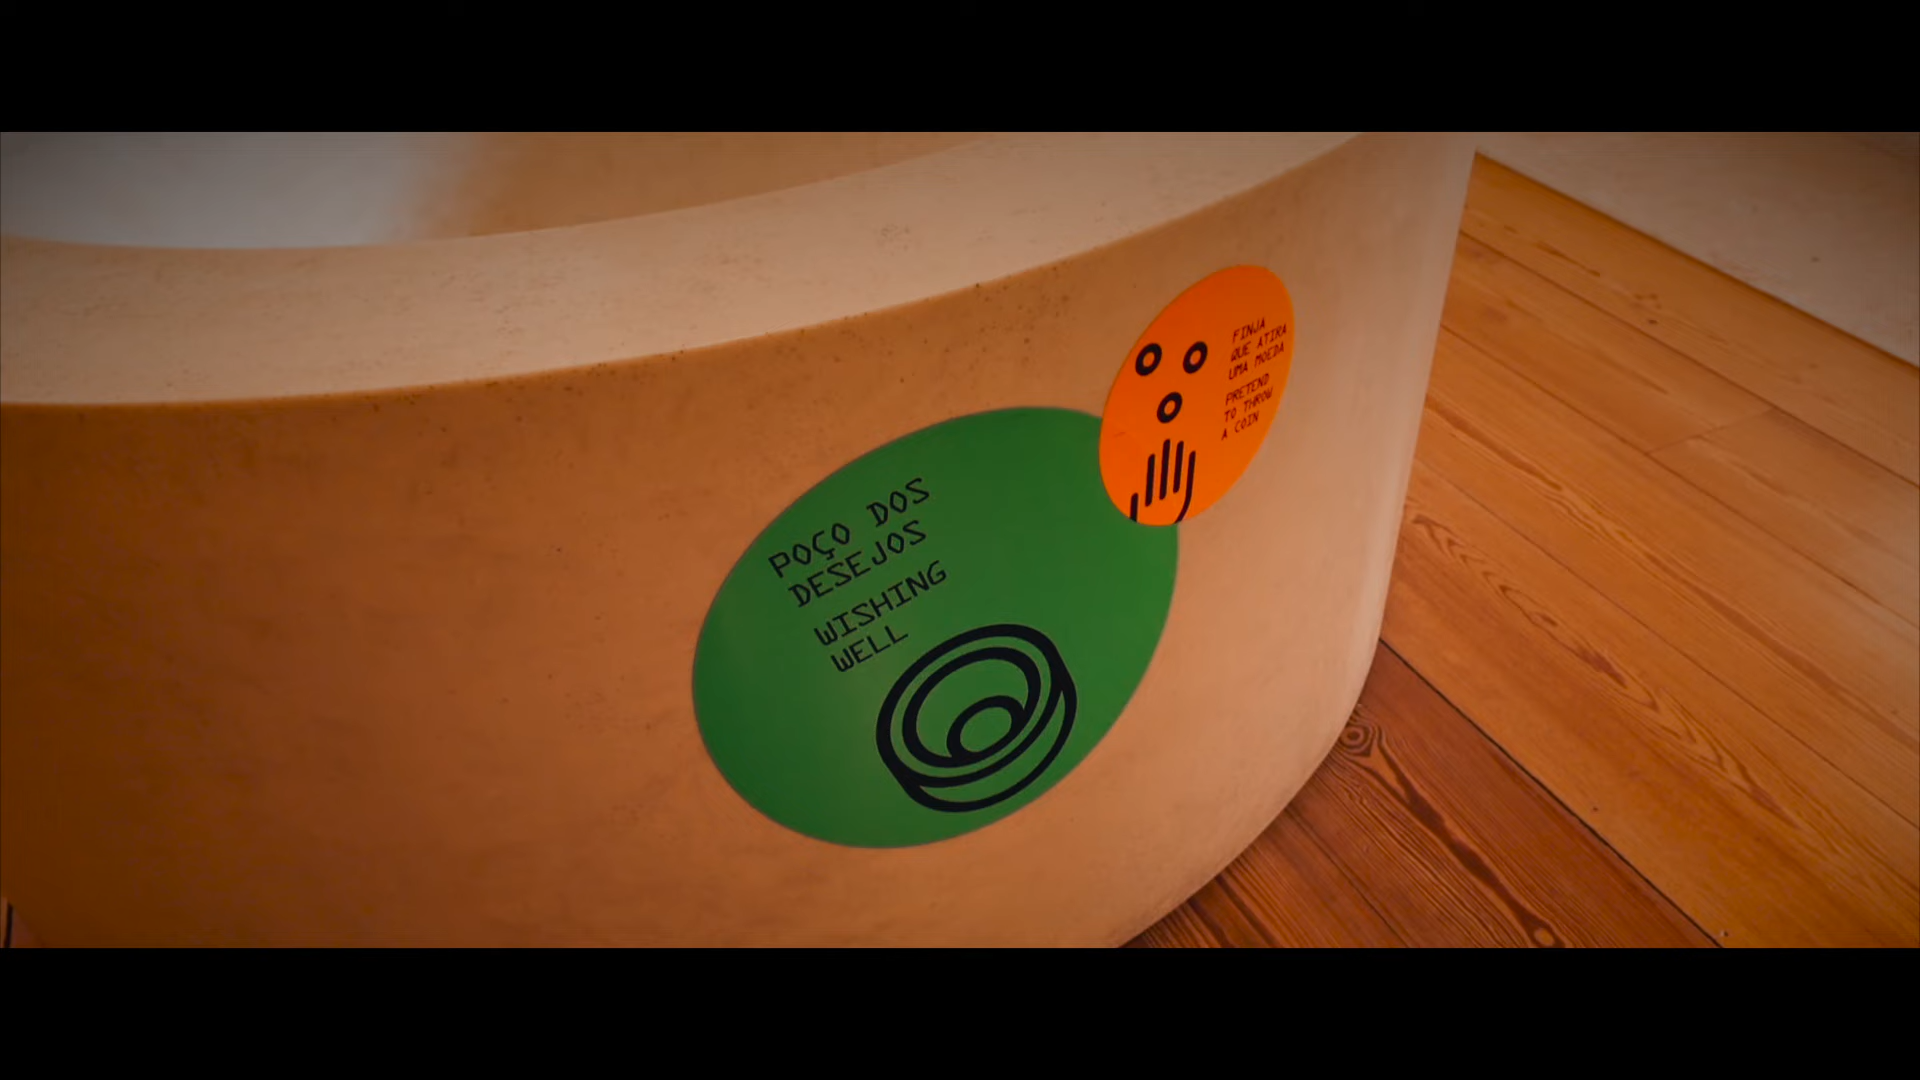 POÇO DOS
DESEJOS
WISHING
WELL
FINJA
QUE ATIRA
UMA MOEDA
PRETEND
TO THROW
A COIN